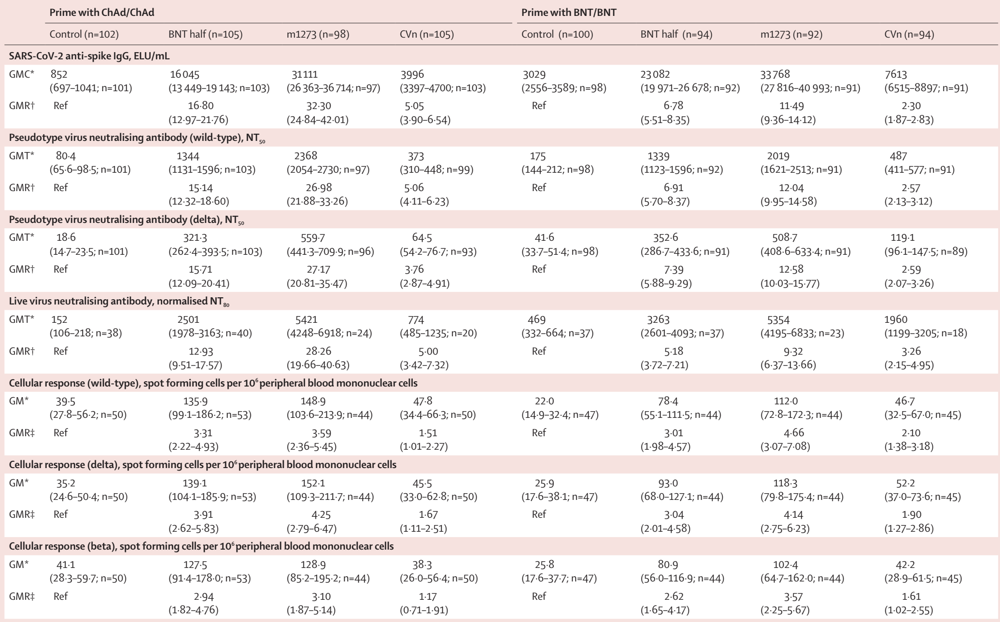 Prime with ChAd/ChAd Prime with BNT/BNT
Control (n=102) BNT half (n=105) m1273 (n=98) CVn (n=105) Control (n=100) BNT half (n=94) m1273 (n=92) CVn (n=94)
SARS-CoV-2 anti-spike IgG, ELU/mL
GMC* 852 16 045 31 111 3996 3029 23 082 33 768 7613
(697–1041; n=101) (13 449–19 143; n=103) (26 363–36 714; n=97) (3397–4700; n=103) (2556–3589; n=98) (19 971–26 678; n=92) (27 816–40 993; n=91) (6515–8897; n=91)
GMR† Ref 16·80 32·30 5·05 Ref 6·78 11·49 2·30
(12·97–21·76) (24·84–42·01) (3·90–6·54) (5·51–8·35) (9·36–14·12) (1·87–2·83)
Pseudotype virus neutralising antibody (wild-type), NT50
GMT* 80·4 1344 2368 373 175 1339 2019 487
(65·6–98·5; n=101) (1131–1596; n=103) (2054–2730; n=97) (310–448; n=99) (144–212; n=98) (1123–1596; n=92) (1621–2513; n=91) (411–577; n=91)
GMR† Ref 15·14 26·98 5·06 Ref 6·91 12·04 2·57
(12·32–18·60) (21·88–33·26) (4·11–6·23) (5·70–8·37) (9·95–14·58) (2·13–3·12)
Pseudotype virus neutralising antibody (delta), NT50
GMT* 18·6 321·3 559·7 64·5 41·6 352·6 508·7 119·1
(14·7–23·5; n=101) (262·4–393·5; n=103) (441·3–709·9; n=96) (54·2–76·7; n=93) (33·7–51·4; n=98) (286·7–433·6; n=91) (408·6–633·4; n=91) (96·1–147·5; n=89)
GMR† Ref 15·71 27·17 3·76 Ref 7·39 12·58 2·59
(12·09–20·41) (20·81–35·47) (2·87–4·91) (5·88–9·29) (10·03–15·77) (2·07–3·26)
Live virus neutralising antibody, normalised NT80
GMT* 152 2501 5421 774 469 3263 5354 1960
(106–218; n=38) (1978–3163; n=40) (4248–6918; n=24) (485–1235; n=20) (332–664; n=37) (2601–4093; n=37) (4195–6833; n=23) (1199–3205; n=18)
GMR† Ref 12·93 28·26 5·00 Ref 5·18 9·32 3·26
(9·51–17·57) (19·66–40·63) (3·42–7·32) (3·72–7·21) (6·37–13·66) (2·15–4·95)
Cellular response (wild-type), spot forming cells per 10⁶ peripheral blood mononuclear cells
GM* 39·5 135·9 148·9 47·8 22·0 78·4 112·0 46·7
(27·8–56·2; n=50) (99·1–186·2; n=53) (103·6–213·9; n=44) (34·4–66·3; n=50) (14·9–32·4; n=47) (55·1–111·5; n=44) (72·8–172·3; n=44) (32·5–67·0; n=45)
GMR‡ Ref 3·31 3·59 1·51 Ref 3·01 4·66 2·10
(2·22–4·93) (2·36–5·45) (1·01–2·27) (1·98–4·57) (3·07–7·08) (1·38–3·18)
Cellular response (delta), spot forming cells per 10⁶ peripheral blood mononuclear cells
GM* 35·2 139·1 152·1 45·5 25·9 93·0 118·3 52·2
(24·6–50·4; n=50) (104·1–185·9; n=53) (109·3–211·7; n=44) (33·0–62·8; n=50) (17·6–38·1; n=47) (68·0–127·1; n=44) (79·8–175·4; n=44) (37·0–73·6; n=45)
GMR‡ Ref 3·91 4·25 1·67 Ref 3·04 4·14 1·90
(2·62–5·83) (2·79–6·47) (1·11–2·51) (2·01–4·58) (2·75–6·23) (1·27–2·86)
Cellular response (beta), spot forming cells per 10⁶ peripheral blood mononuclear cells
GM* 41·1 127·5 128·9 38·3 25·8 80·9 102·4 42·2
(28·3–59·7; n=50) (91·4–178·0; n=53) (85·2–195·2; n=44) (26·0–56·4; n=50) (17·6–37·7; n=47) (56·0–116·9; n=44) (64·7–162·0; n=44) (28·9–61·5; n=45)
GMR‡ Ref 2·94 3·10 1·17 Ref 2·62 3·57 1·61
(1·82–4·76) (1·87–5·14) (0·71–1·91) (1·65–4·17) (2·25–5·67) (1·02–2·55)